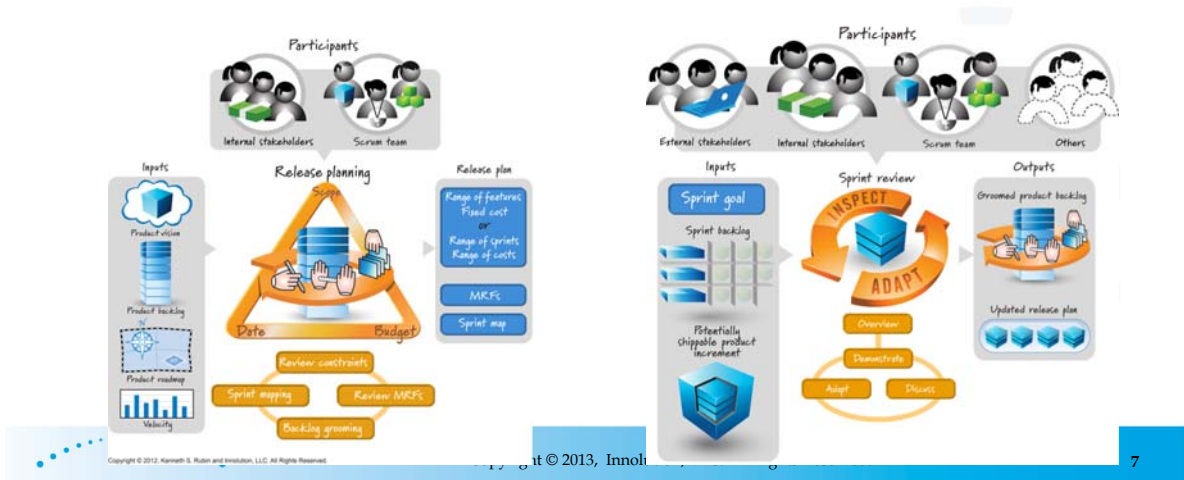 Participants
Internal stakeholders
Scrum team
Inputs
Product vision
Product backlog
Product roadmap
N
Velocity
Release planning
Scope
Date
Budget
Review constraints
Sprint mapping
Review MRFs
Backlog grooming
Release plan
Range of features
Fixed cost
or
Range of sprints
Range of costs
MRFs
Sprint map
Copyright © 2012, Kenneth S. Rubin and Innolution, LLC. All Rights Reserved.
Participants
External stakeholders
Internal stakeholders
Scrum team
Others
Inputs
Sprint goal
Sprint backlog
Potentially
shippable product
increment
Sprint review
INSPECT
ADAPT
Overview
Demonstrate
Adapt
Discuss
Outputs
Groomed product backlog
Updated release plan
© 2013,
7